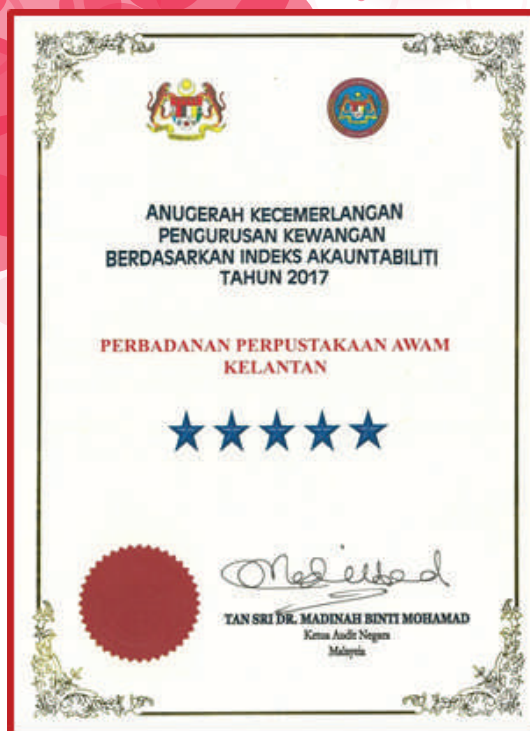 ANUGERAH KECEMERLANGAN
PENGURUSAN KEWANGAN
BERDASARKAN INDEKS AKAUNTABILITI
TAHUN 2017
PERBADANAN PERPUSTAKAAN AWAM
KELANTAN
TAN SRI DR. MADINAH BINTI MOHAMAD
Ketua Audit Negara
Malaysia